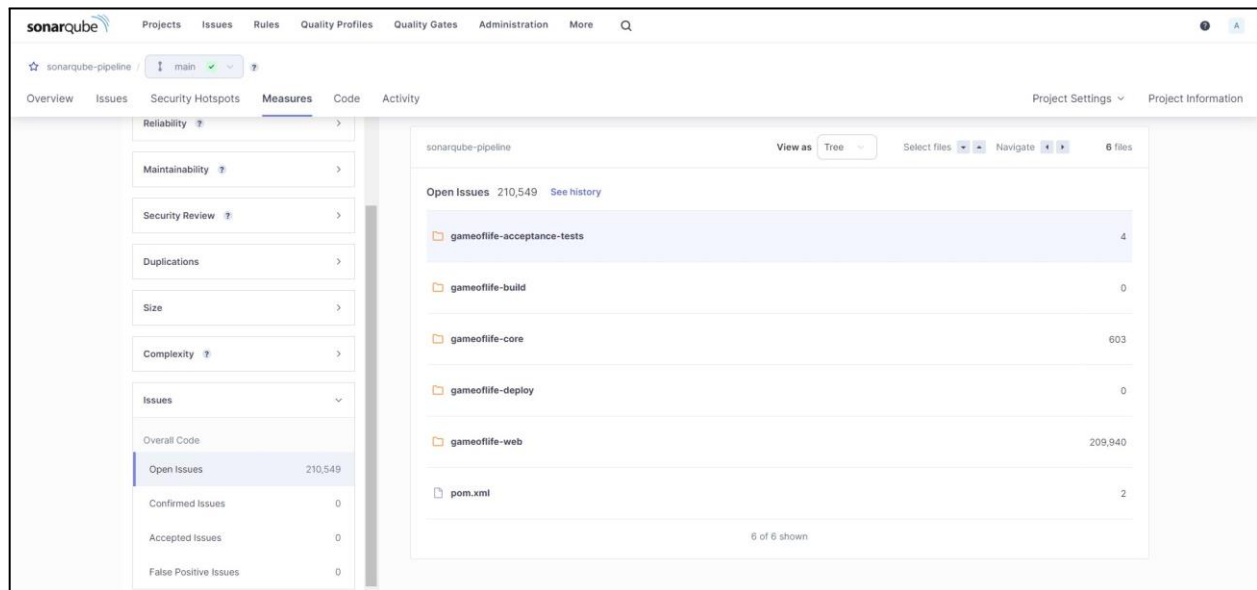 sonarqube Projects Issues Rules Quality Profiles Quality Gates Administration More ? A
sonarqube-pipeline / main ?
Overview Issues Security Hotspots Measures Code Activity Project Settings Project Information
Reliability ?
Maintainability ?
Security Review ?
Duplications
Size
Complexity ?
Issues
Overall Code
Open Issues 210,549
Confirmed Issues 0
Accepted Issues 0
False Positive Issues 0
sonarqube-pipeline View as Tree Select files Navigate 6 files
Open Issues 210,549 See history
gameoflife-acceptance-tests 4
gameoflife-build 0
gameoflife-core 603
gameoflife-deploy 0
gameoflife-web 209,940
pom.xml 2
6 of 6 shown